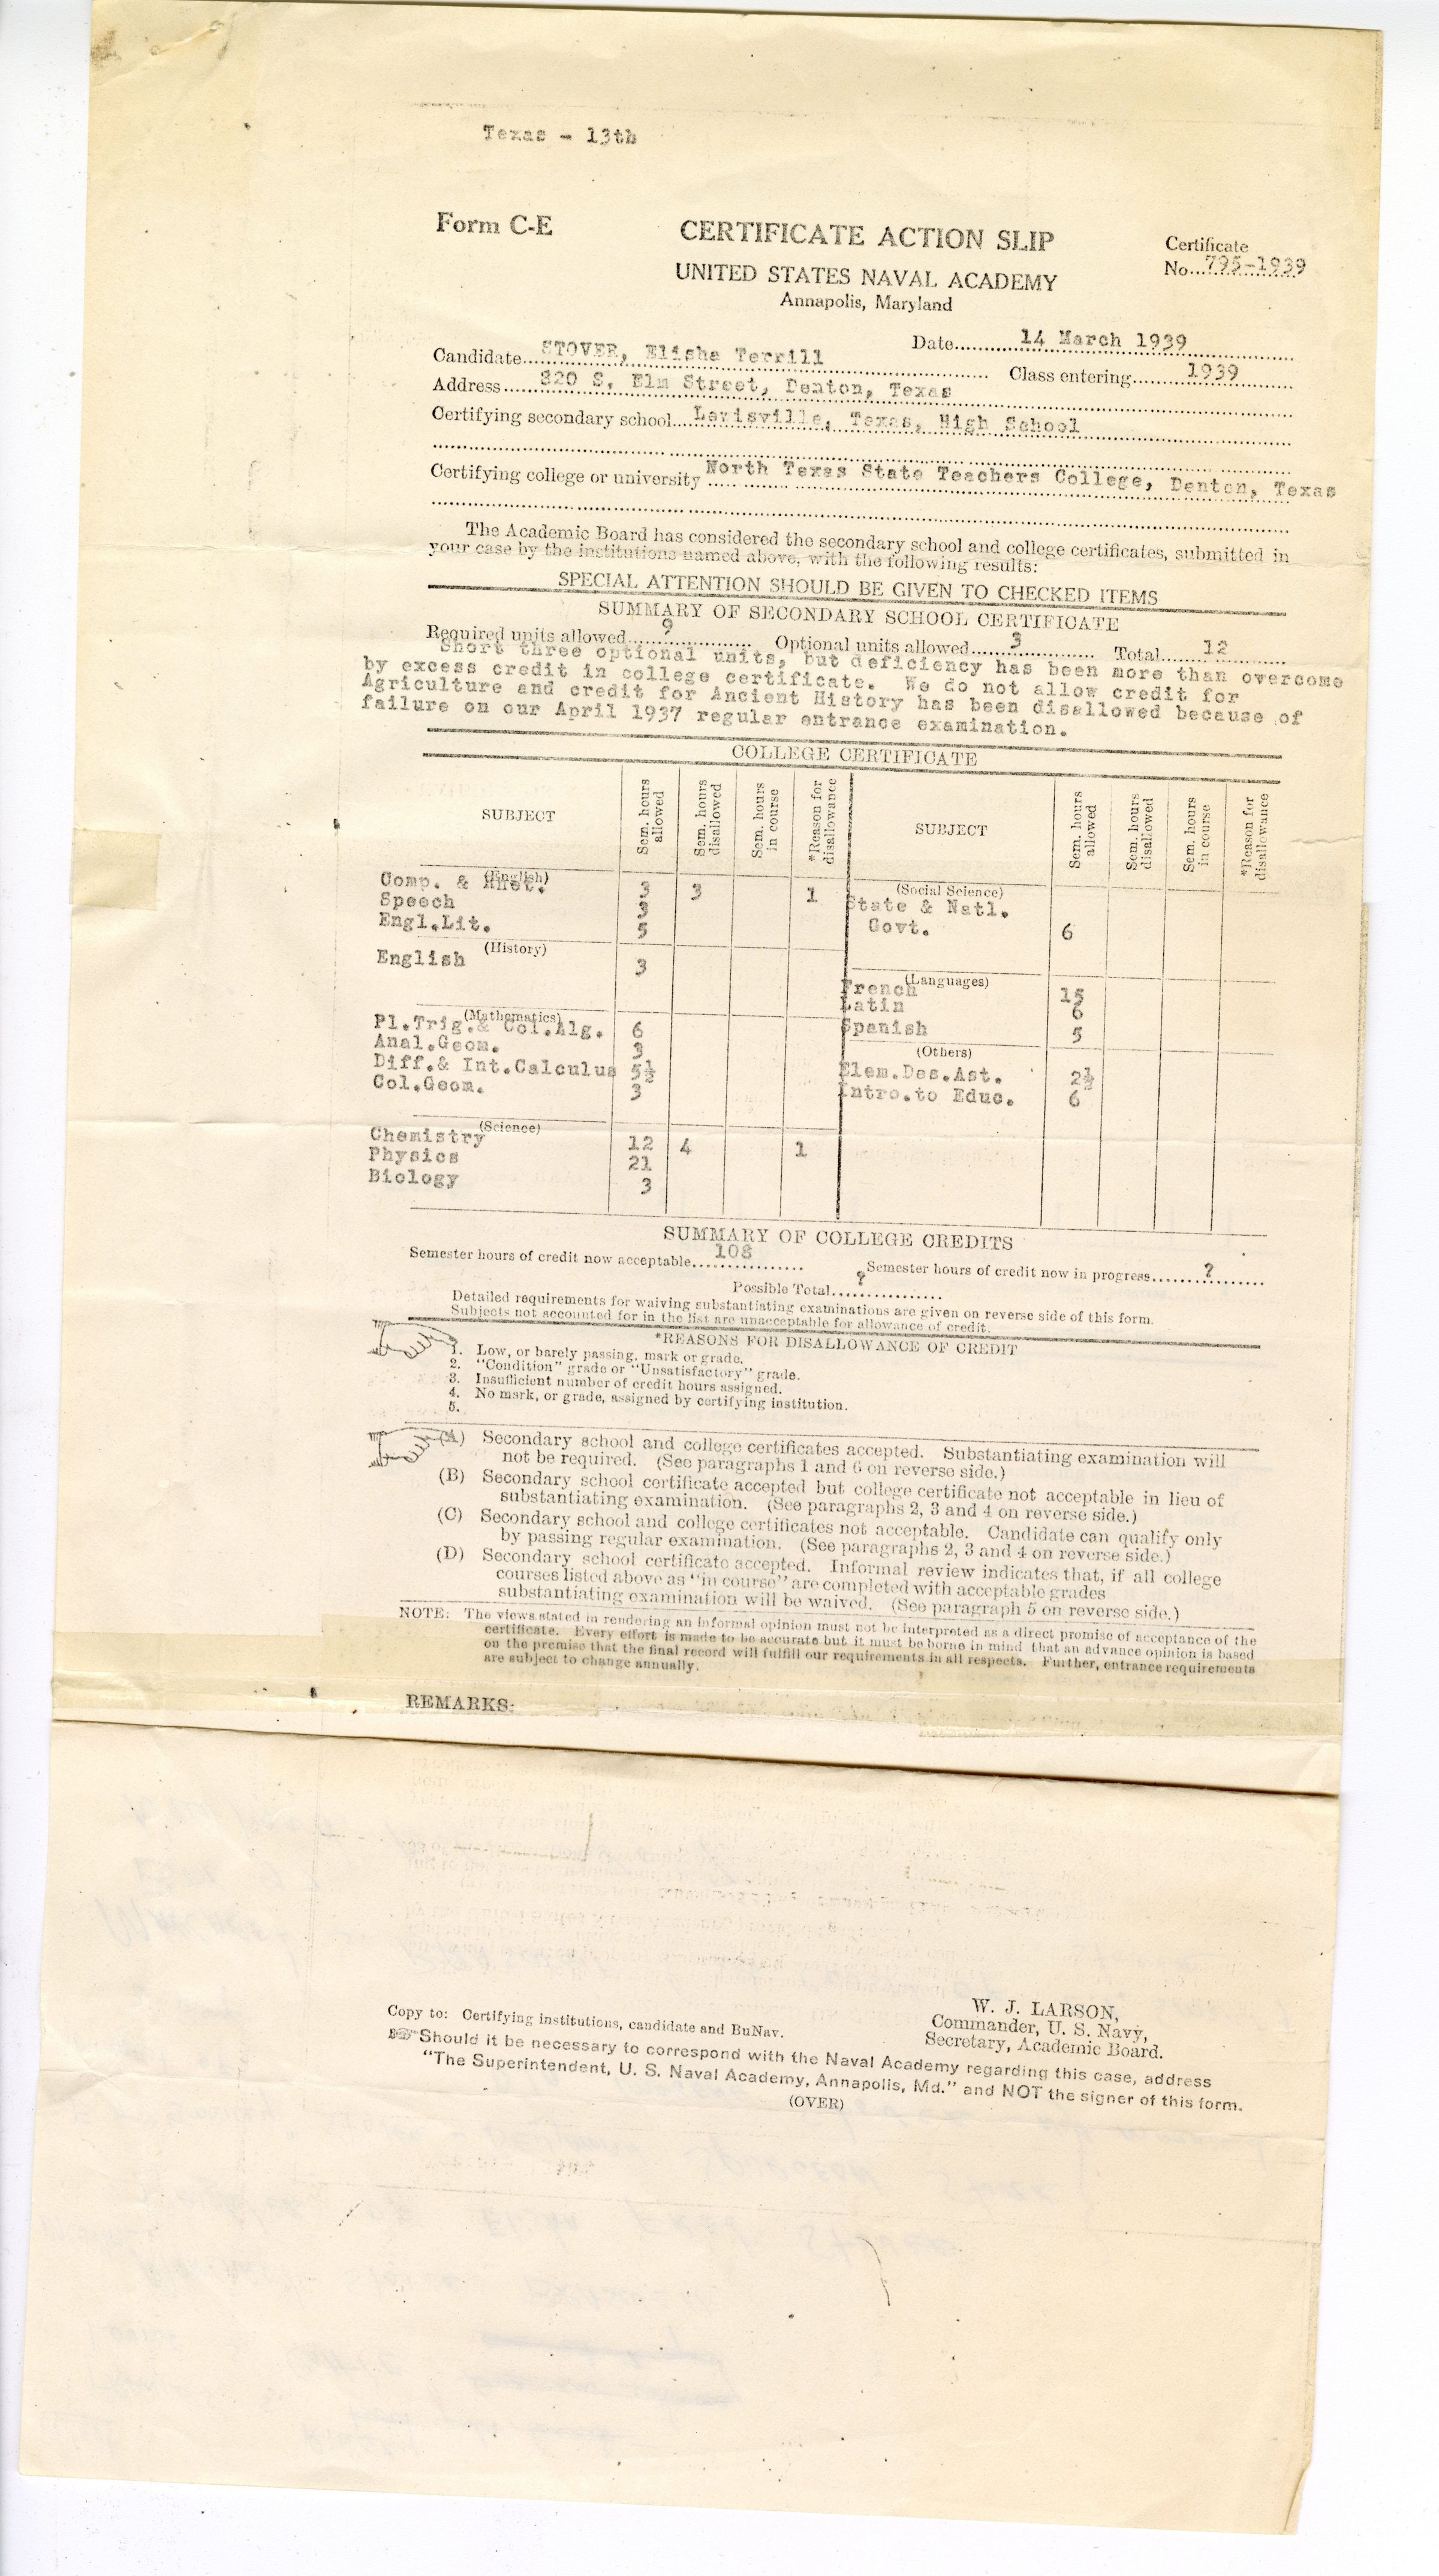 Texas - 13th
Form C-E
CERTIFICATE ACTION SLIP
UNITED STATES NAVAL ACADEMY
Annapolis, Maryland
Certificate
No...795-1939
Date............14 March 1939
Candidate...STOVER, Elisha Terrill
Class entering..........1939
Address.....820 S. Elm Street, Denton, Texas
Certifying secondary school...Lewisville, Texas, High School
Certifying college or university North Texas State Teachers College, Denton, Texas
The Academic Board has considered the secondary school and college certificates, submitted in
your case by the institutions named above, with the following results:
SPECIAL ATTENTION SHOULD BE GIVEN TO CHECKED ITEMS
SUMMARY OF SECONDARY SCHOOL CERTIFICATE
Required units allowed......9...... Optional units allowed......3...... Total......12......
Short three optional units, but deficiency has been more than overcome
by excess credit in college certificate. We do not allow credit for
Agriculture and credit for Ancient History has been disallowed because of
failure on our April 1937 regular entrance examination.
COLLEGE CERTIFICATE
SUBJECT
Sem. hours allowed
Sem. hours disallowed
Sem. hours in course
*Reason for disallowance
SUBJECT
Sem. hours allowed
Sem. hours disallowed
Sem. hours in course
*Reason for disallowance
(English)
Comp. & Rhet. 3 3 1
Speech 3
Engl.Lit. 5
(History)
English 3
(Mathematics)
Pl.Trig.& Col.Alg. 6
Anal.Geom. 3
Diff.& Int.Calculus 5½
Col.Geom. 3
(Science)
Chemistry 12 4 1
Physics 21
Biology 3
(Social Science)
State & Natl.
Govt. 6
(Languages)
French 15
Latin 6
Spanish 5
(Others)
Elem.Des.Ast. 2½
Intro.to Educ. 6
SUMMARY OF COLLEGE CREDITS
Semester hours of credit now acceptable....108.... Semester hours of credit now in progress........?........
Possible Total....?....
Detailed requirements for waiving substantiating examinations are given on reverse side of this form.
Subjects not accounted for in the list are unacceptable for allowance of credit.
*REASONS FOR DISALLOWANCE OF CREDIT
1. Low, or barely passing, mark or grade.
2. "Condition" grade or "Unsatisfactory" grade.
3. Insufficient number of credit hours assigned.
4. No mark, or grade, assigned by certifying institution.
5.
(A) Secondary school and college certificates accepted. Substantiating examination will
not be required. (See paragraphs 1 and 6 on reverse side.)
(B) Secondary school certificate accepted but college certificate not acceptable in lieu of
substantiating examination. (See paragraphs 2, 3 and 4 on reverse side.)
(C) Secondary school and college certificates not acceptable. Candidate can qualify only
by passing regular examination. (See paragraphs 2, 3 and 4 on reverse side.)
(D) Secondary school certificate accepted. Informal review indicates that, if all college
courses listed above as "in course" are completed with acceptable grades
substantiating examination will be waived. (See paragraph 5 on reverse side.)
NOTE: The views stated in rendering an informal opinion must not be interpreted as a direct promise of acceptance of the
certificate. Every effort is made to be accurate but it must be borne in mind that an advance opinion is based
on the premise that the final record will fulfill our requirements in all respects. Further, entrance requirements
are subject to change annually.
REMARKS:
W. J. LARSON,
Commander, U. S. Navy,
Secretary, Academic Board.
Copy to: Certifying institutions, candidate and BuNav.
Should it be necessary to correspond with the Naval Academy regarding this case, address
"The Superintendent, U. S. Naval Academy, Annapolis, Md." and NOT the signer of this form.
(OVER)